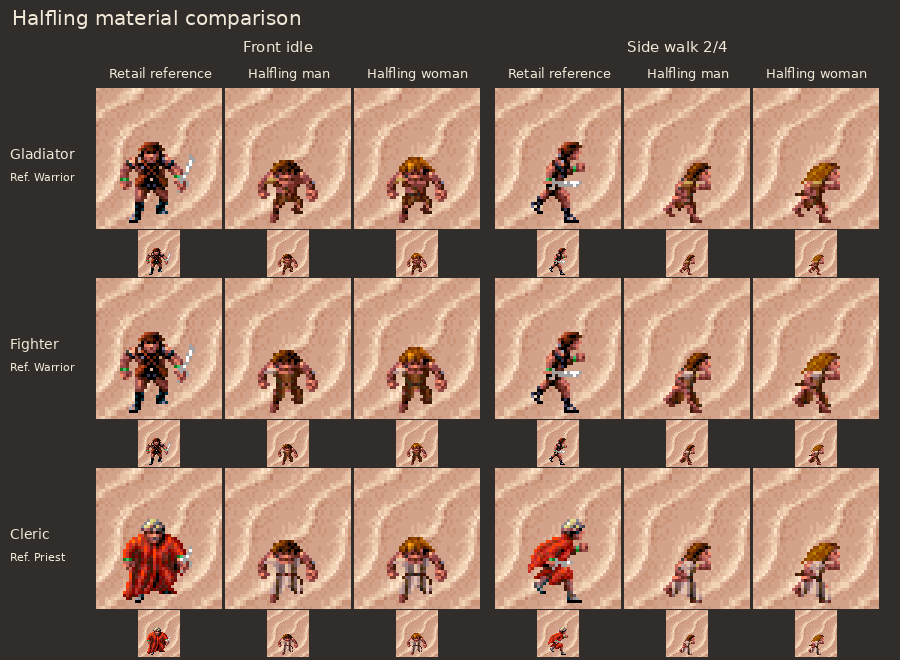 Halfling material comparison
Front idle
Side walk 2/4
Retail reference
Halfling man
Halfling woman
Retail reference
Halfling man
Halfling woman
Gladiator
Ref. Warrior
Fighter
Ref. Warrior
Cleric
Ref. Priest